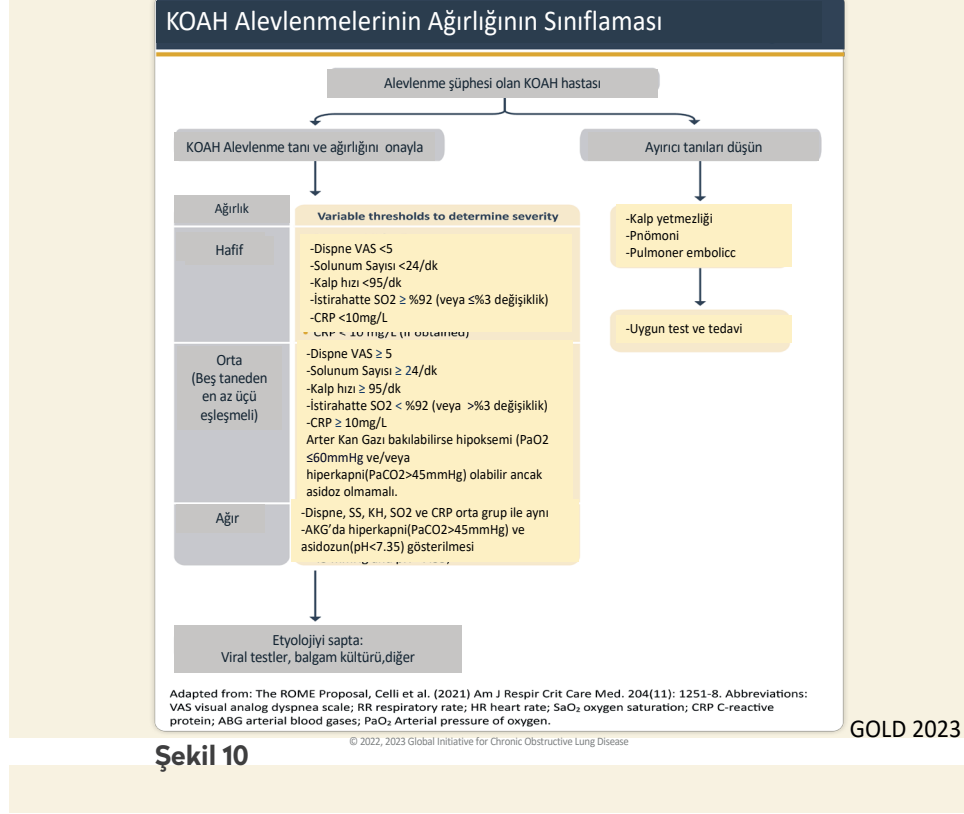 KOAH Alevlenmelerinin Ağırlığının Sınıflaması
Alevlenme şüphesi olan KOAH hastası
KOAH Alevlenme tanı ve ağırlığını onayla
Ayırıcı tanıları düşün
Ağırlık
Variable thresholds to determine severity
Hafif
-Dispne VAS <5
-Solunum Sayısı <24/dk
-Kalp hızı <95/dk
-İstirahatte SO2 ≥ %92 (veya ≤%3 değişiklik)
-CRP <10mg/L
Orta
(Beş taneden
en az üçü
eşleşmeli)
-Dispne VAS ≥ 5
-Solunum Sayısı ≥ 24/dk
-Kalp hızı ≥ 95/dk
-İstirahatte SO2 < %92 (veya >%3 değişiklik)
-CRP ≥ 10mg/L
Arter Kan Gazı bakılabilirse hipoksemi (PaO2
≤60mmHg ve/veya
hiperkapni(PaCO2>45mmHg) olabilir ancak
asidoz olmamalı.
Ağır
-Dispne, SS, KH, SO2 ve CRP orta grup ile aynı
-AKG’da hiperkapni(PaCO2>45mmHg) ve
asidozun(pH<7.35) gösterilmesi
-Kalp yetmezliği
-Pnömoni
-Pulmoner embolicc
-Uygun test ve tedavi
Etyolojiyi sapta:
Viral testler, balgam kültürü,diğer
Adapted from: The ROME Proposal, Celli et al. (2021) Am J Respir Crit Care Med. 204(11): 1251-8. Abbreviations:
VAS visual analog dyspnea scale; RR respiratory rate; HR heart rate; SaO₂ oxygen saturation; CRP C-reactive
protein; ABG arterial blood gases; PaO₂ Arterial pressure of oxygen.
© 2022, 2023 Global Initiative for Chronic Obstructive Lung Disease
GOLD 2023
Şekil 10